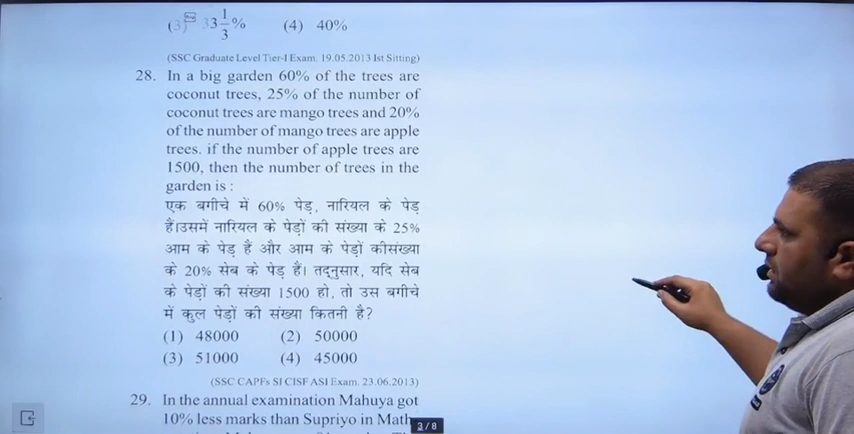 (3) 33 1/3% (4) 40%
(SSC Graduate Level Tier-I Exam. 19.05.2013 Ist Sitting)
28. In a big garden 60% of the trees are
coconut trees, 25% of the number of
coconut trees are mango trees and 20%
of the number of mango trees are apple
trees. if the number of apple trees are
1500, then the number of trees in the
garden is :
एक बगीचे में 60% पेड़, नारियल के पेड़
हैं।उसमें नारियल के पेड़ों की संख्या के 25%
आम के पेड़ हैं और आम के पेड़ों कीसंख्या
के 20% सेब के पेड़ हैं। तद्नुसार, यदि सेब
के पेड़ों की संख्या 1500 हो, तो उस बगीचे
में कुल पेड़ों की संख्या कितनी है?
(1) 48000 (2) 50000
(3) 51000 (4) 45000
(SSC CAPFs SI CISF ASI Exam. 23.06.2013)
29. In the annual examination Mahuya got
10% less marks than Supriyo in Math
3/8